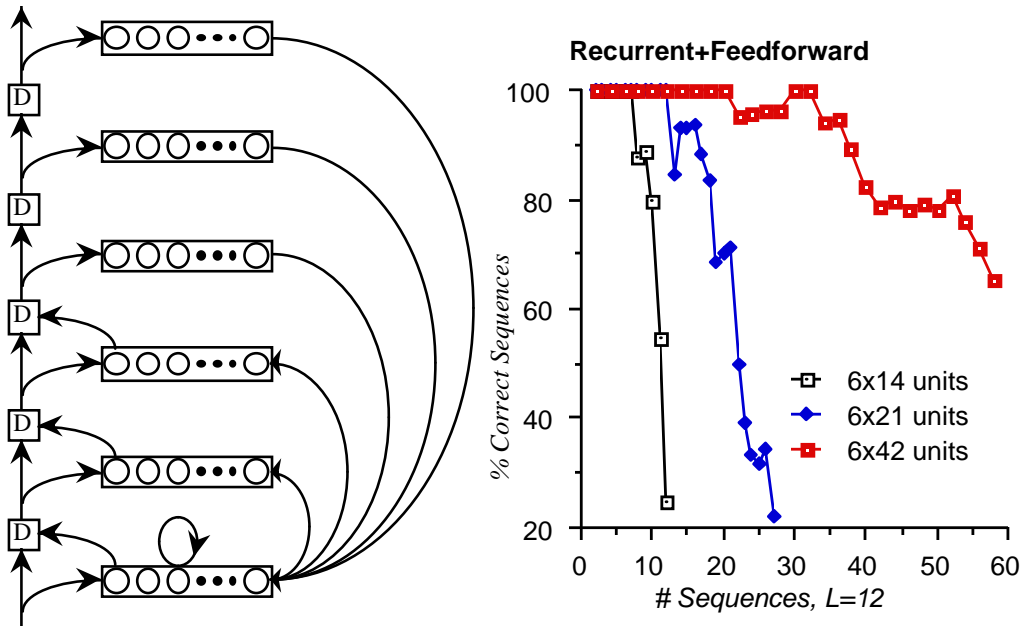 D
D
D
D
D
Recurrent+Feedforward
% Correct Sequences
100
80
60
40
20
0
10
20
30
40
50
60
# Sequences, L=12
6x14 units
6x21 units
6x42 units